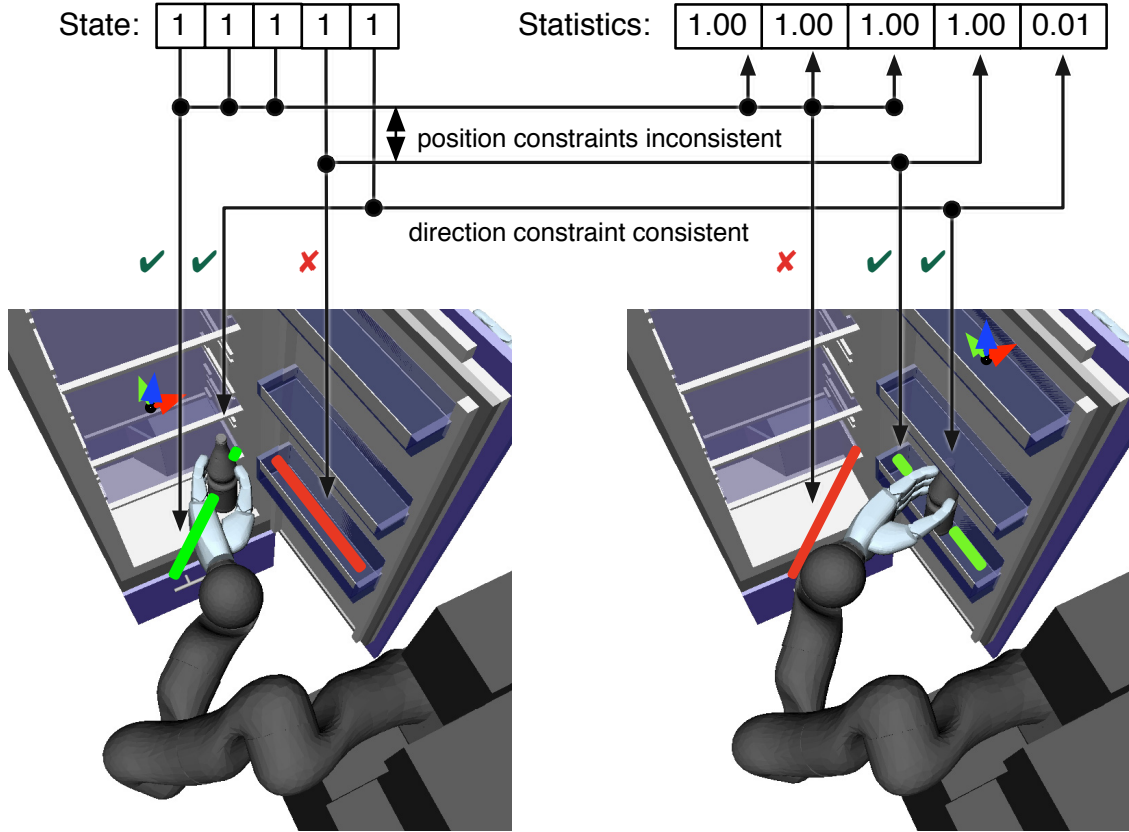 State: 1 1 1 1 1 Statistics: 1.00 1.00 1.00 1.00 0.01
position constraints inconsistent
direction constraint consistent
✔ ✔ ✘ ✘ ✔ ✔